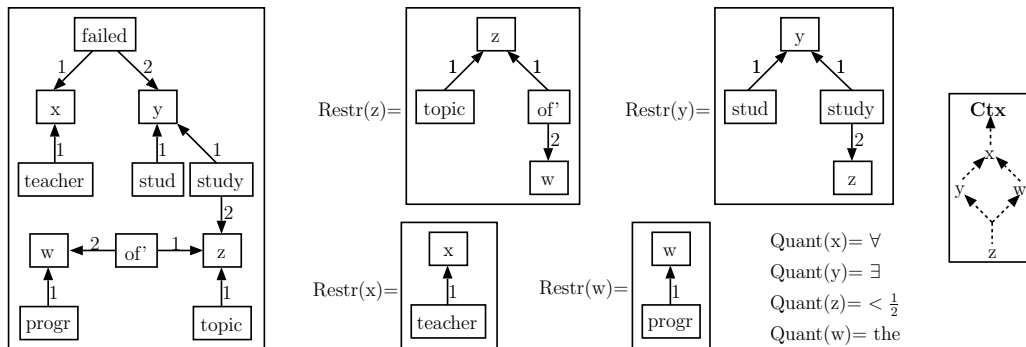 failed
1 2
x y
1 1 1
teacher stud study
2
w 2 of' 1 z
1 1
progr topic
z
1 1
Restr(z)= topic of'
2
w
y
1 1
Restr(y)= stud study
2
z
x
Restr(x)= 1
teacher
w
Restr(w)= 1
progr
Quant(x)= ∀
Quant(y)= ∃
Quant(z)= < 1/2
Quant(w)= the
Ctx
x
y w
z